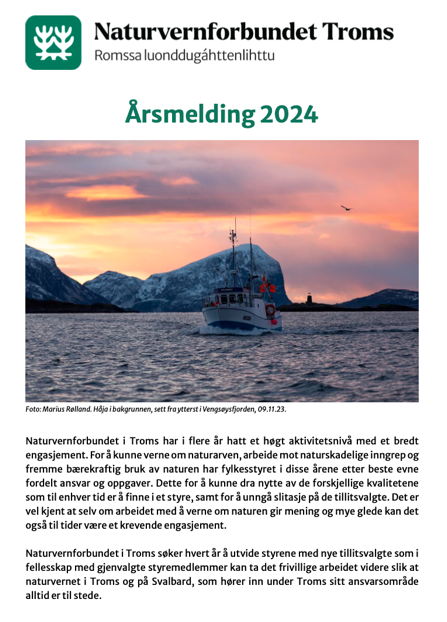 Naturvernforbundet Troms
Romssa luonddugáhttenlihttu
Årsmelding 2024
Foto: Marius Rølland. Håja i bakgrunnen, sett fra ytterst i Vengsøysfjorden, 09.11.23.
Naturvernforbundet i Troms har i flere år hatt et høgt aktivitetsnivå med et bredt
engasjement. For å kunne verne om naturarven, arbeide mot naturskadelige inngrep og
fremme bærekraftig bruk av naturen har fylkesstyret i disse årene etter beste evne
fordelt ansvar og oppgaver. Dette for å kunne dra nytte av de forskjellige kvalitetene
som til enhver tid er å finne i et styre, samt for å unngå slitasje på de tillitsvalgte. Det er
vel kjent at selv om arbeidet med å verne om naturen gir mening og mye glede kan det
også til tider være et krevende engasjement.
Naturvernforbundet i Troms søker hvert år å utvide styrene med nye tillitsvalgte som i
fellesskap med gjenvalgte styremedlemmer kan ta det frivillige arbeidet videre slik at
naturvernet i Troms og på Svalbard, som hører inn under Troms sitt ansvarsområde
alltid er til stede.